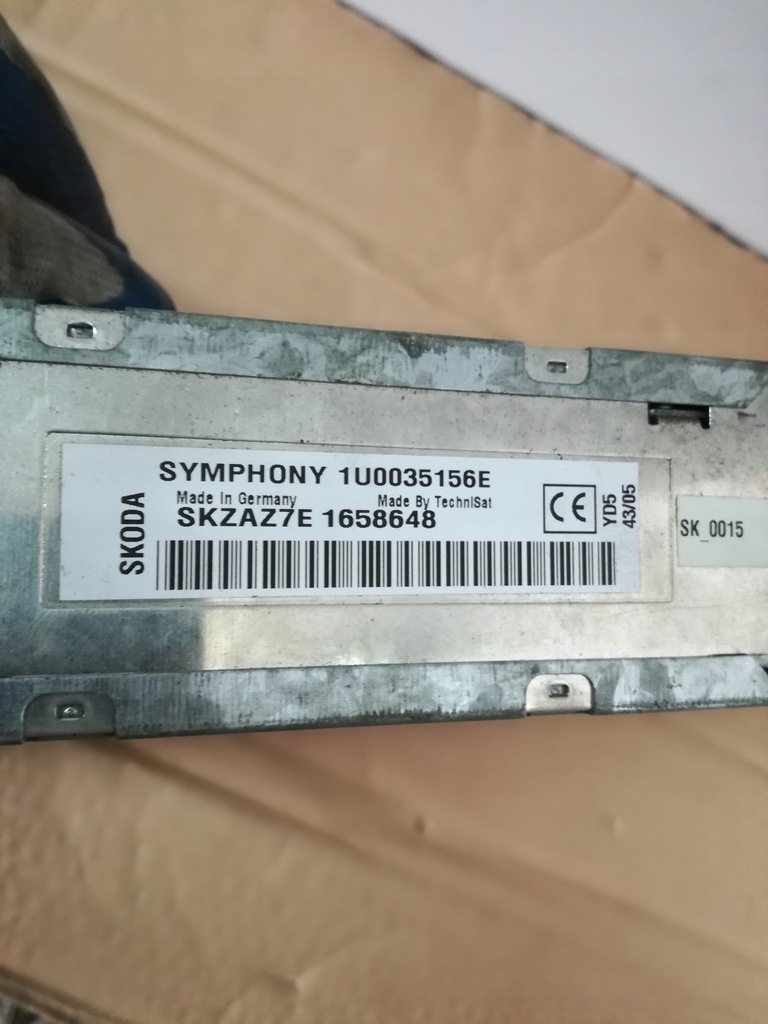 SKODA
SYMPHONY 1U0035156E
Made In Germany Made By TechniSat
SKZAZ7E 1658648
CE
YD5
43/05
SK_0015